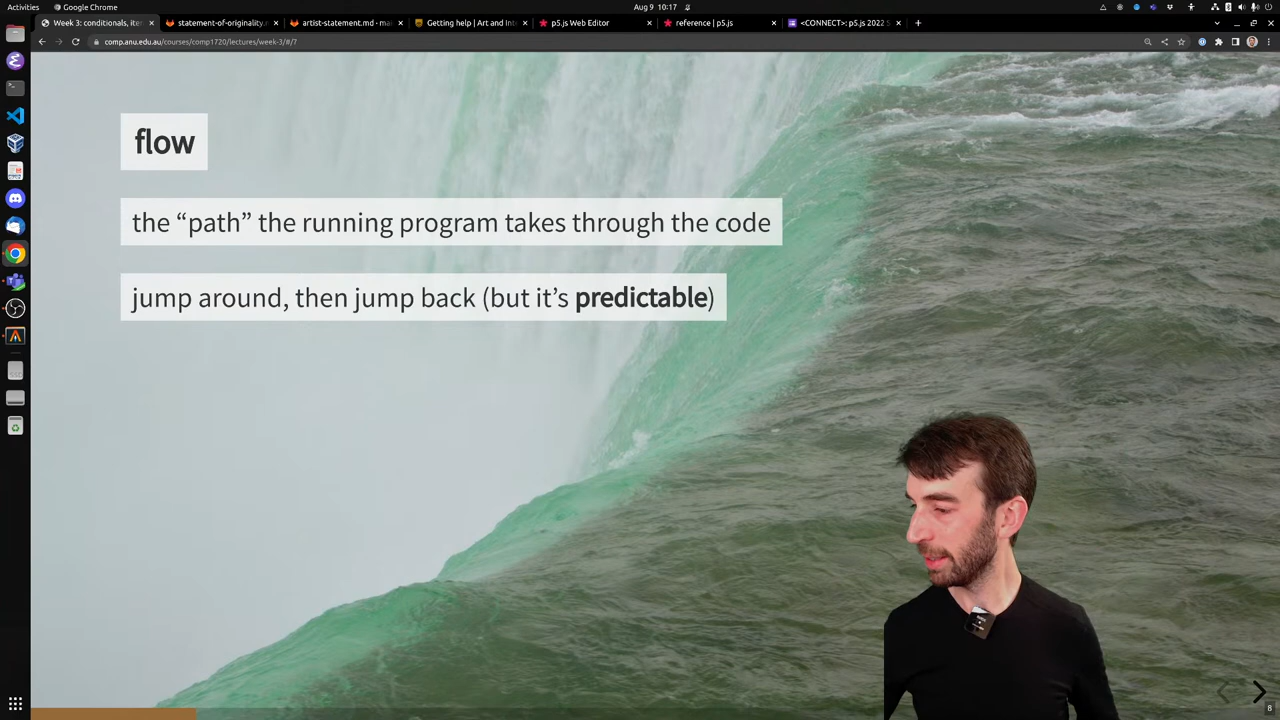 Activities
Google Chrome
Aug 9 10:17
Week 3: conditionals, ite
statement-of-originality.
artist-statement.md · ma
Getting help | Art and Int
p5.js Web Editor
reference | p5.js
<CONNECT>: p5.js 2022 S
comp.anu.edu.au/courses/comp1720/lectures/week-3/#/7
flow
the “path” the running program takes through the code
jump around, then jump back (but it’s predictable)
8